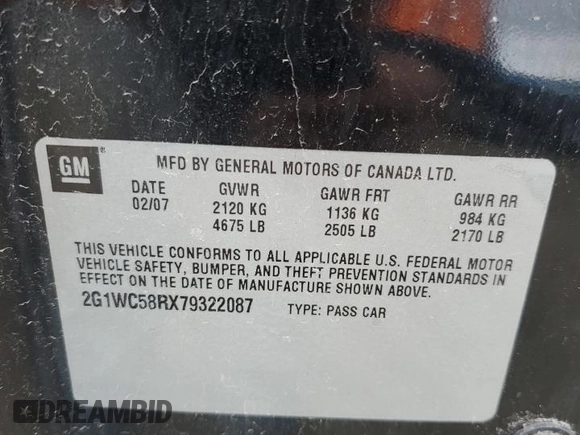 GM
MFD BY GENERAL MOTORS OF CANADA LTD.
DATE GVWR GAWR FRT GAWR RR
02/07 2120 KG 1136 KG 984 KG
4675 LB 2505 LB 2170 LB
THIS VEHICLE CONFORMS TO ALL APPLICABLE U.S. FEDERAL MOTOR
VEHICLE SAFETY, BUMPER, AND THEFT PREVENTION STANDARDS IN
EFFECT ON THE DATE OF MANUFACTURE SHOWN ABOVE.
2G1WC58RX79322087 TYPE: PASS CAR
DREAMBID